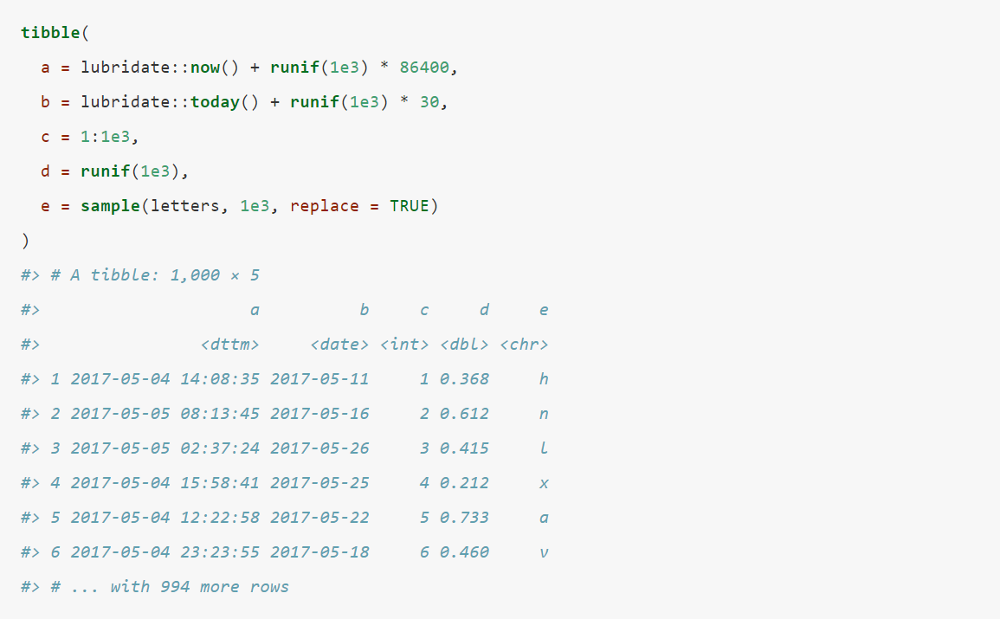 tibble(
  a = lubridate::now() + runif(1e3) * 86400,
  b = lubridate::today() + runif(1e3) * 30,
  c = 1:1e3,
  d = runif(1e3),
  e = sample(letters, 1e3, replace = TRUE)
)
#> # A tibble: 1,000 × 5
#>                     a          b     c     d     e
#>                <dttm>     <date> <int> <dbl> <chr>
#> 1 2017-05-04 14:08:35 2017-05-11     1 0.368     h
#> 2 2017-05-05 08:13:45 2017-05-16     2 0.612     n
#> 3 2017-05-05 02:37:24 2017-05-26     3 0.415     l
#> 4 2017-05-04 15:58:41 2017-05-25     4 0.212     x
#> 5 2017-05-04 12:22:58 2017-05-22     5 0.733     a
#> 6 2017-05-04 23:23:55 2017-05-18     6 0.460     v
#> # ... with 994 more rows